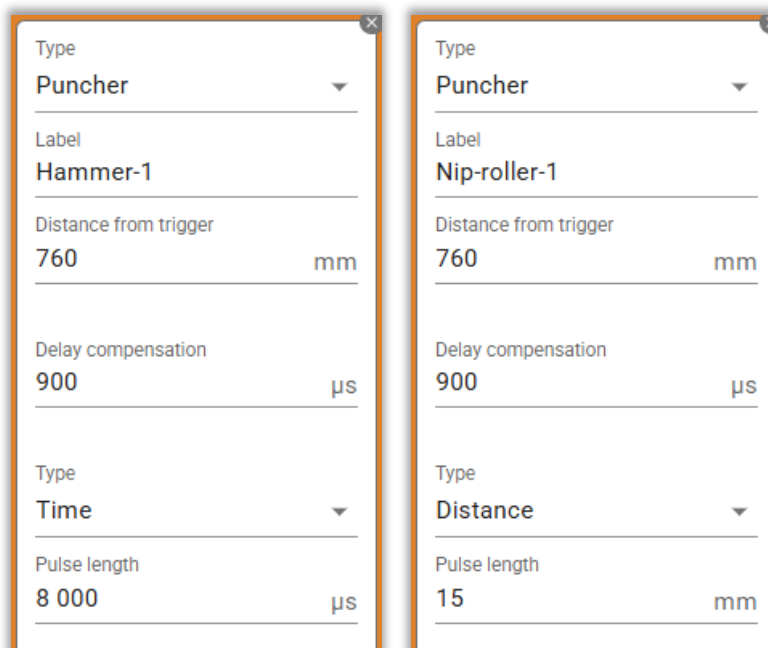 Type
Puncher
Label
Hammer-1
Distance from trigger
760 mm
Delay compensation
900 µs
Type
Time
Pulse length
8 000 µs
Type
Puncher
Label
Nip-roller-1
Distance from trigger
760 mm
Delay compensation
900 µs
Type
Distance
Pulse length
15 mm